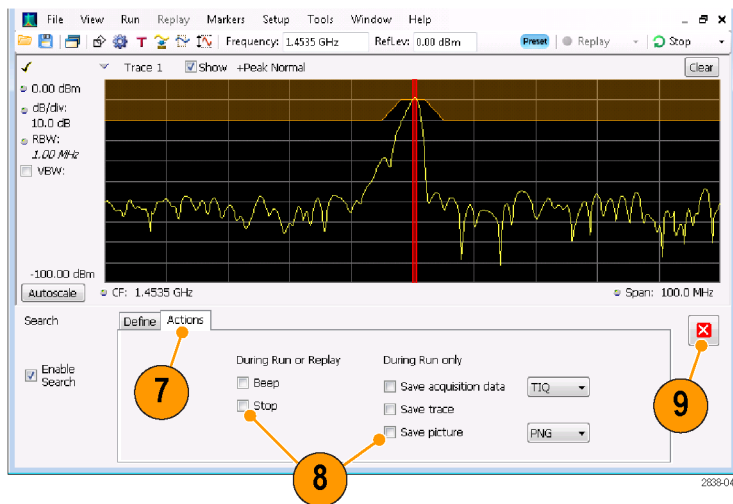 File View Run Replay Markers Setup Tools Window Help
T Frequency: 1.4535 GHz RefLev: 0.00 dBm Preset Replay Stop
Trace 1 Show +Peak Normal Clear
0.00 dBm
dB/div:
10.0 dB
RBW:
1.00 MHz
VBW:
-100.00 dBm
Autoscale CF: 1.4535 GHz Span: 100.0 MHz
Search Define Actions
During Run or Replay During Run only
Enable
Search
Beep Save acquisition data TIQ
Stop Save trace
Save picture PNG
7
8
9
2838-04